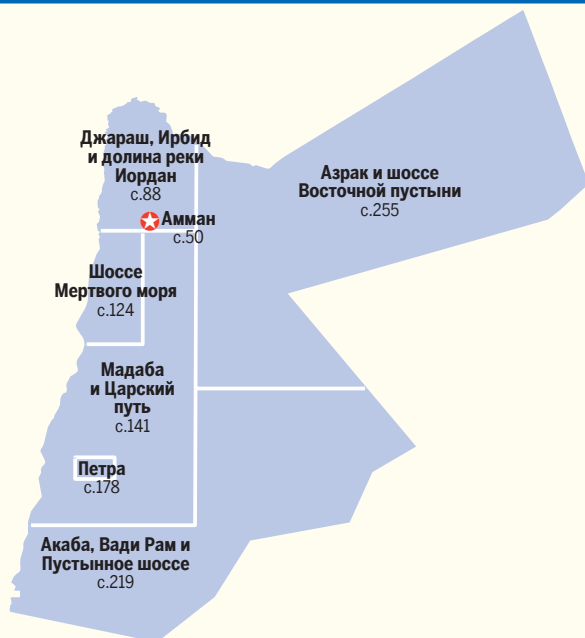 Джараш, Ирбид
и долина реки
Иордан
с.88
Азрак и шоссе
Восточной пустыни
с.255
Амман
с.50
Шоссе
Мертвого моря
с.124
Мадаба
и Царский
путь
с.141
Петра
с.178
Акаба, Вади Рам и
Пустынное шоссе
с.219